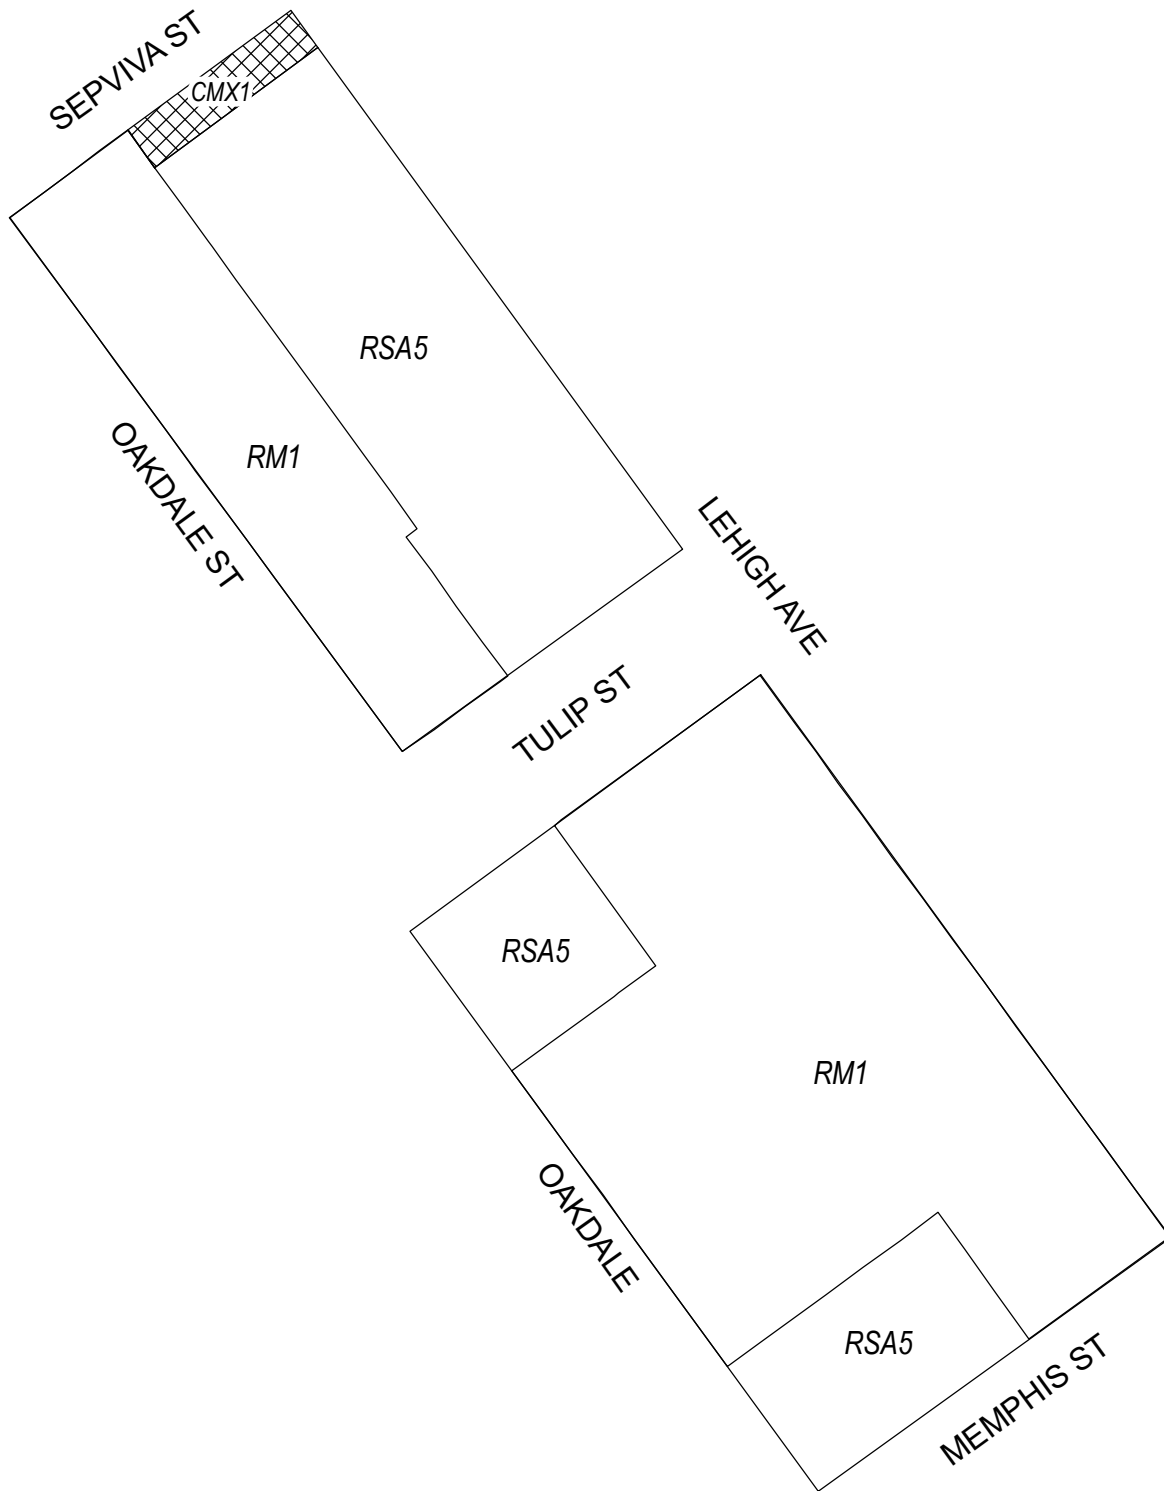 SEPVIVA ST
CMX1
RSA5
RM1
OAKDALE ST
LEHIGH AVE
TULIP ST
RSA5
RM1
OAKDALE
RSA5
MEMPHIS ST